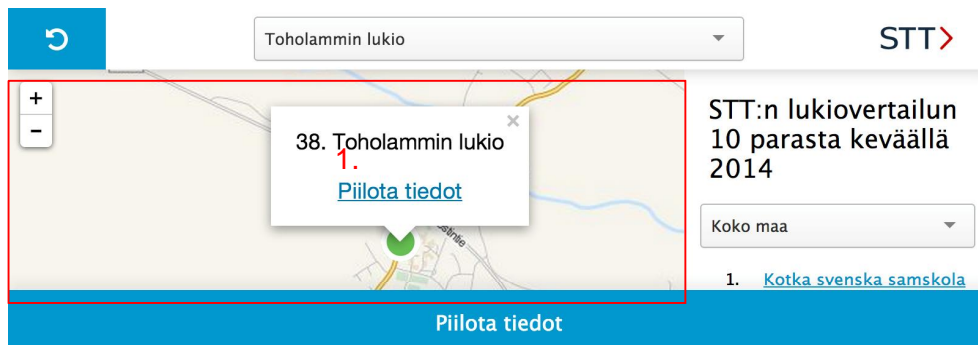 Toholammin lukio
STT
+
−
38. Toholammin lukio
1.
Piilota tiedot
STT:n lukiovertailun
10 parasta keväällä
2014
Koko maa
1. Kotka svenska samskola
Piilota tiedot